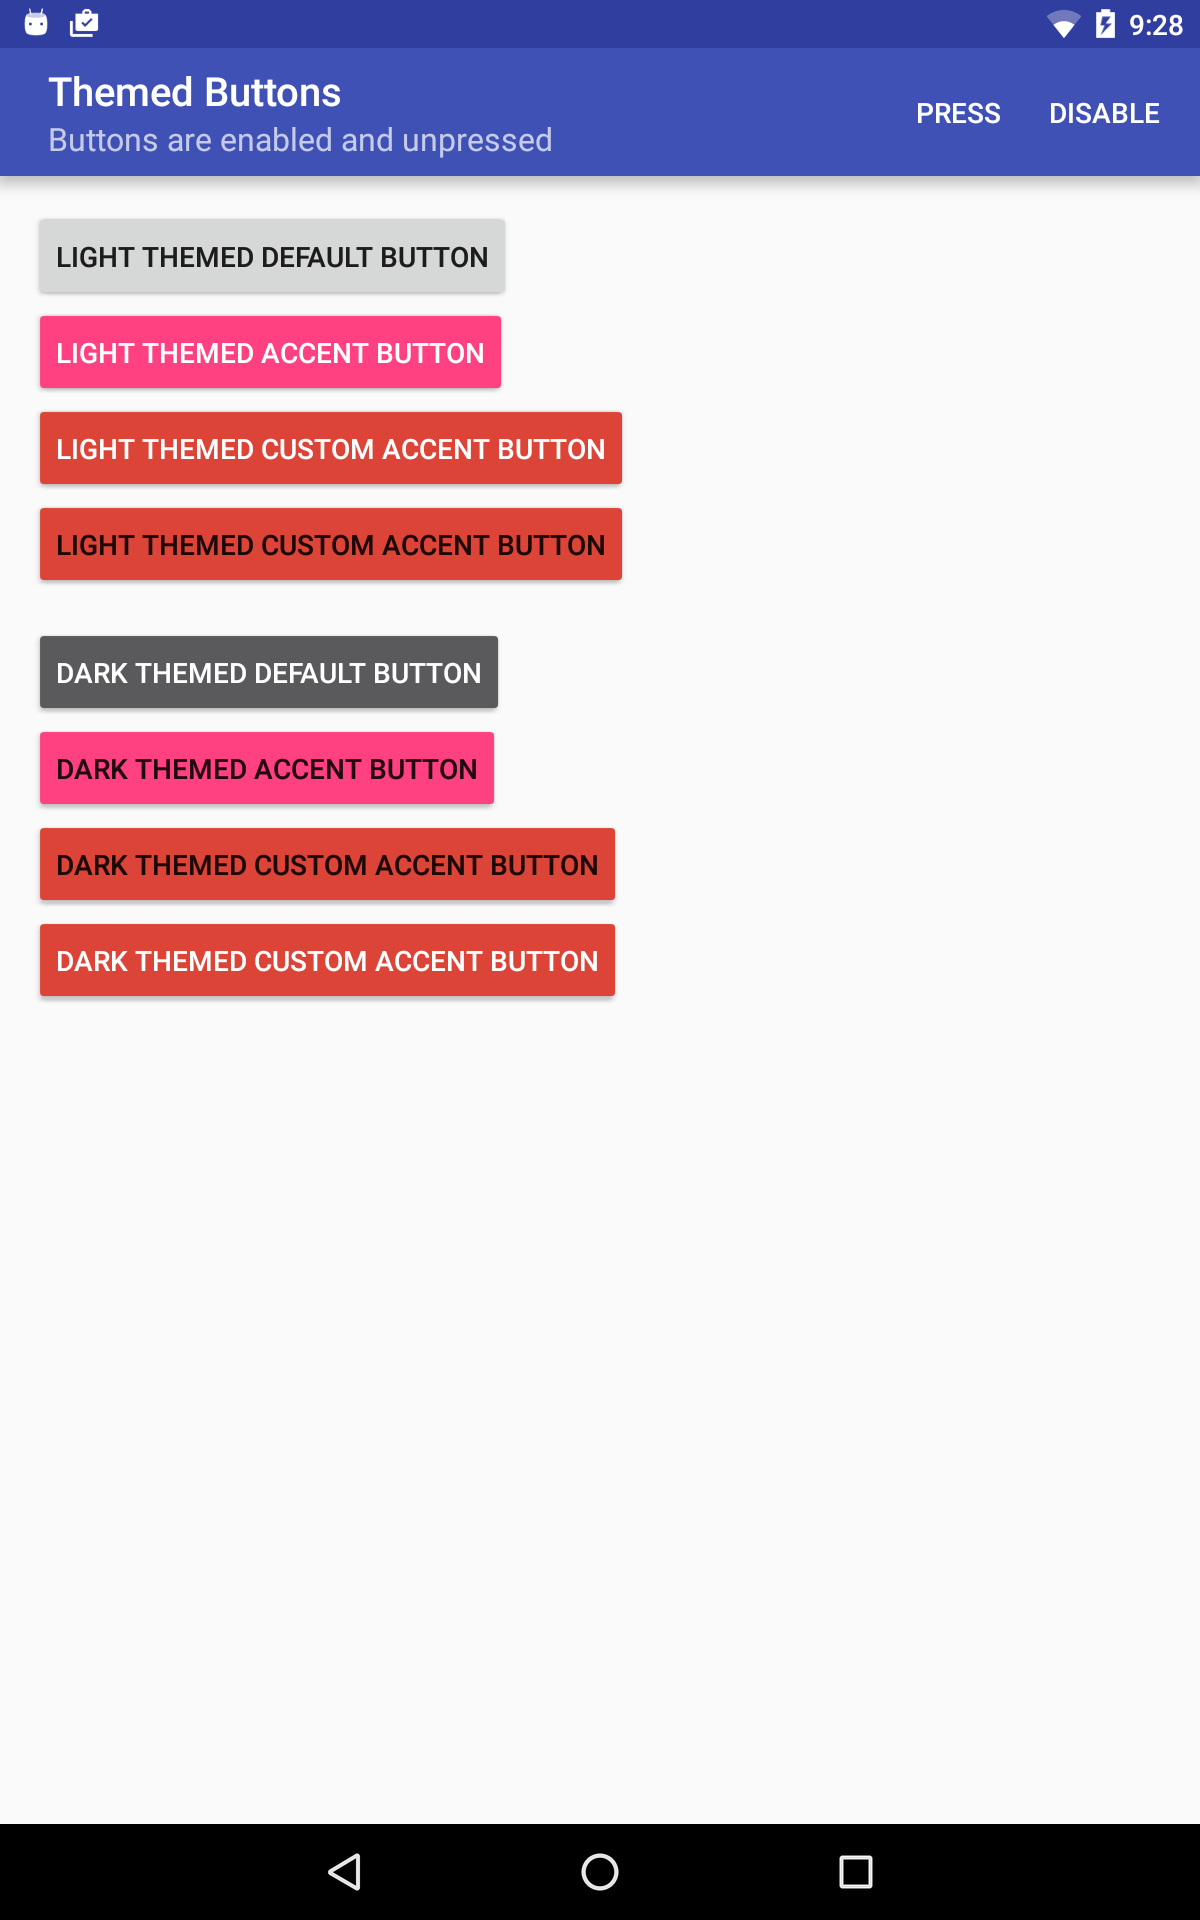 9:28
Themed Buttons
Buttons are enabled and unpressed
PRESS
DISABLE
LIGHT THEMED DEFAULT BUTTON
LIGHT THEMED ACCENT BUTTON
LIGHT THEMED CUSTOM ACCENT BUTTON
LIGHT THEMED CUSTOM ACCENT BUTTON
DARK THEMED DEFAULT BUTTON
DARK THEMED ACCENT BUTTON
DARK THEMED CUSTOM ACCENT BUTTON
DARK THEMED CUSTOM ACCENT BUTTON